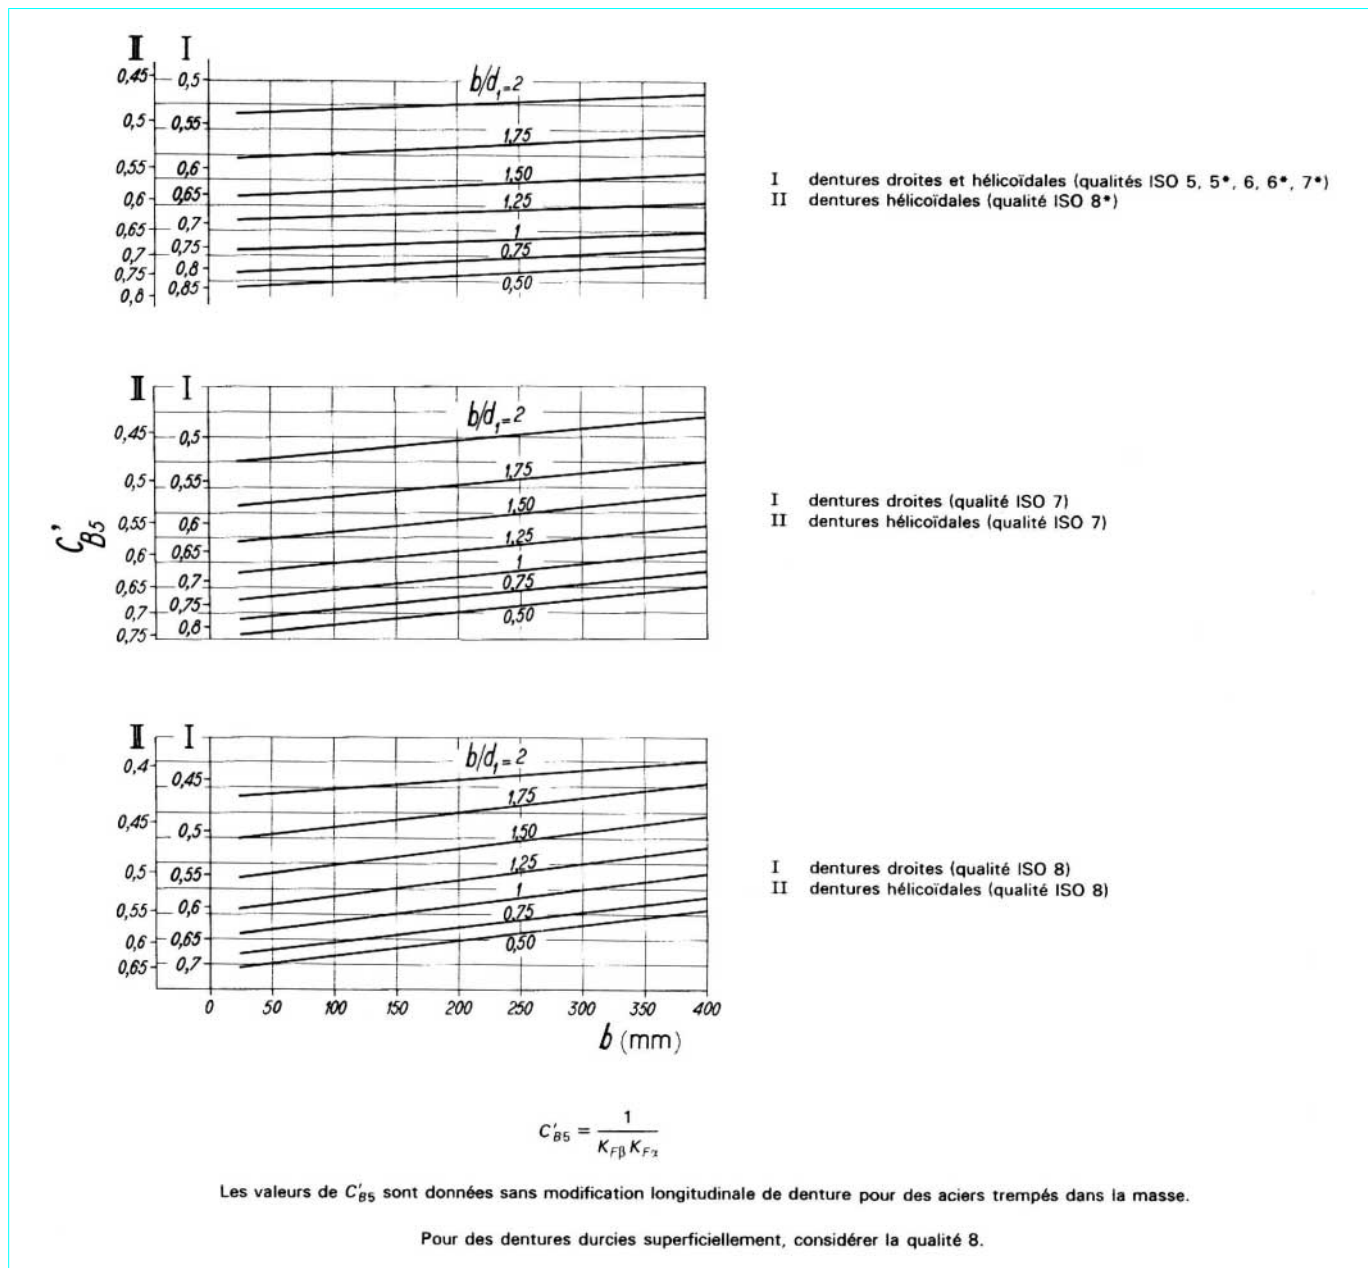 II I
0,45 0,5
b/d₁=2
0,5 0,55
1,75
0,55 0,6
1,50
0,6 0,65
1,25
0,65 0,7
1
0,7 0,75
0,75
0,75 0,8
0,50
0,8 0,85
I dentures droites et hélicoïdales (qualités ISO 5, 5*, 6, 6*, 7*)
II dentures hélicoïdales (qualité ISO 8*)
C'B5
II I
b/d₁=2
0,45 0,5
1,75
0,5 0,55
1,50
0,55 0,6
1,25
0,6 0,65
1
0,65 0,7
0,75
0,7 0,75
0,50
0,75 0,8
I dentures droites (qualité ISO 7)
II dentures hélicoïdales (qualité ISO 7)
II I
b/d₁=2
0,4 0,45
1,75
0,45 0,5
1,50
1,25
0,5 0,55
1
0,55 0,6
0,75
0,6 0,65
0,50
0,65 0,7
I dentures droites (qualité ISO 8)
II dentures hélicoïdales (qualité ISO 8)
0 50 100 150 200 250 300 350 400
b (mm)
C'B5 = 1 / KFβ KFα
Les valeurs de C'B5 sont données sans modification longitudinale de denture pour des aciers trempés dans la masse.
Pour des dentures durcies superficiellement, considérer la qualité 8.